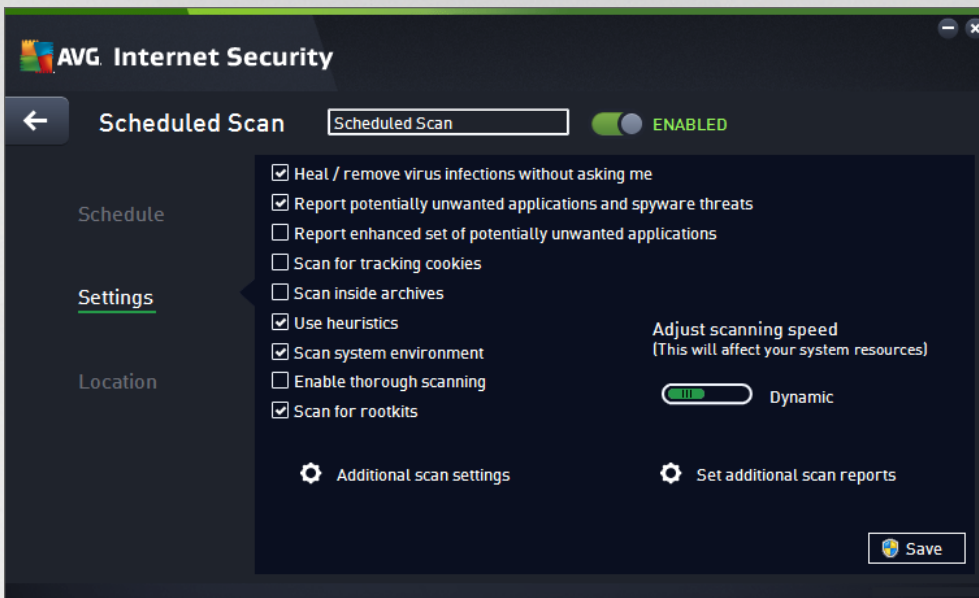 AVG. Internet Security
Scheduled Scan
Scheduled Scan
ENABLED
Schedule
Settings
Location
Heal / remove virus infections without asking me
Report potentially unwanted applications and spyware threats
Report enhanced set of potentially unwanted applications
Scan for tracking cookies
Scan inside archives
Use heuristics
Scan system environment
Enable thorough scanning
Scan for rootkits
Adjust scanning speed
(This will affect your system resources)
Dynamic
Additional scan settings
Set additional scan reports
Save